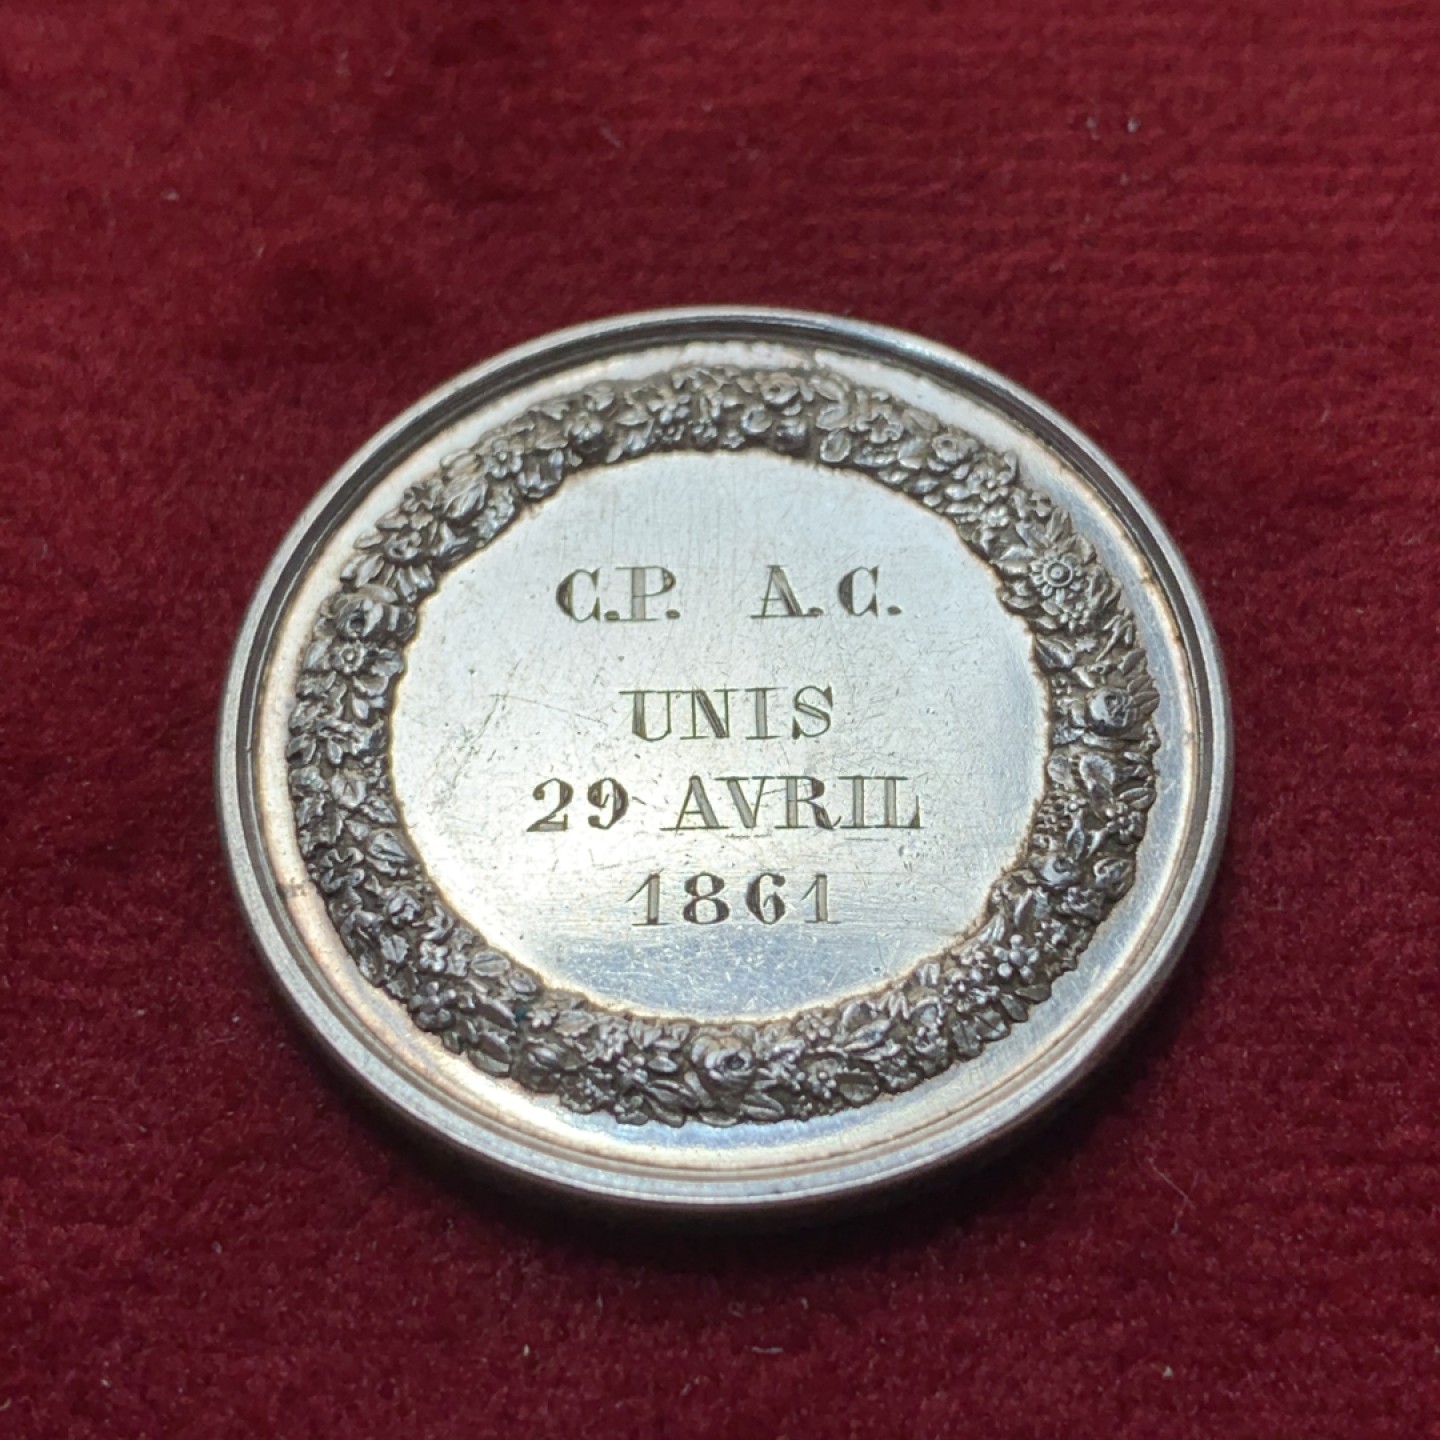 C.P. A.C.
UNIS
29 AVRIL
1861